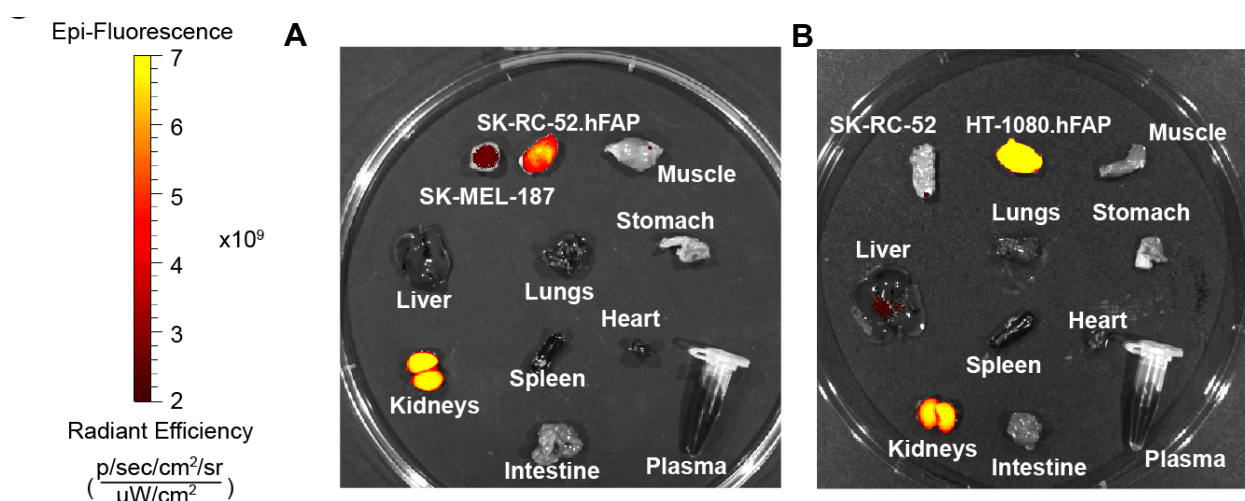 Epi-Fluorescence
7
6
5
4
3
2
x10⁹
Radiant Efficiency
( p/sec/cm²/sr
µW/cm² )
A
SK-RC-52.hFAP
Muscle
SK-MEL-187
Stomach
Liver
Lungs
Heart
Spleen
Kidneys
Intestine
Plasma
B
SK-RC-52
HT-1080.hFAP
Muscle
Lungs
Stomach
Liver
Heart
Spleen
Kidneys
Intestine
Plasma